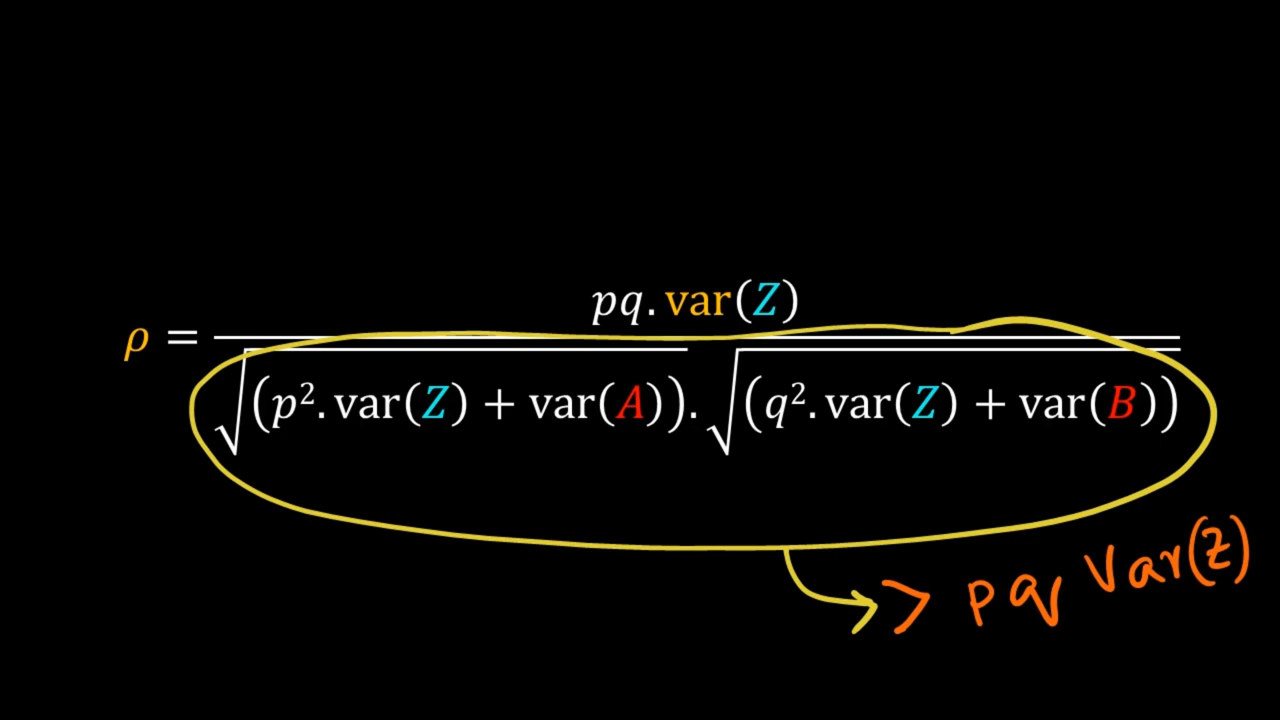 pq.var(Z)
ρ =
√((p².var(Z) + var(A)).√((q².var(Z) + var(B))
> pq Var(Z)